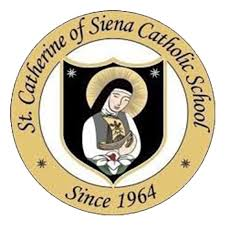 St. Catherine of Siena Catholic School
Since 1964